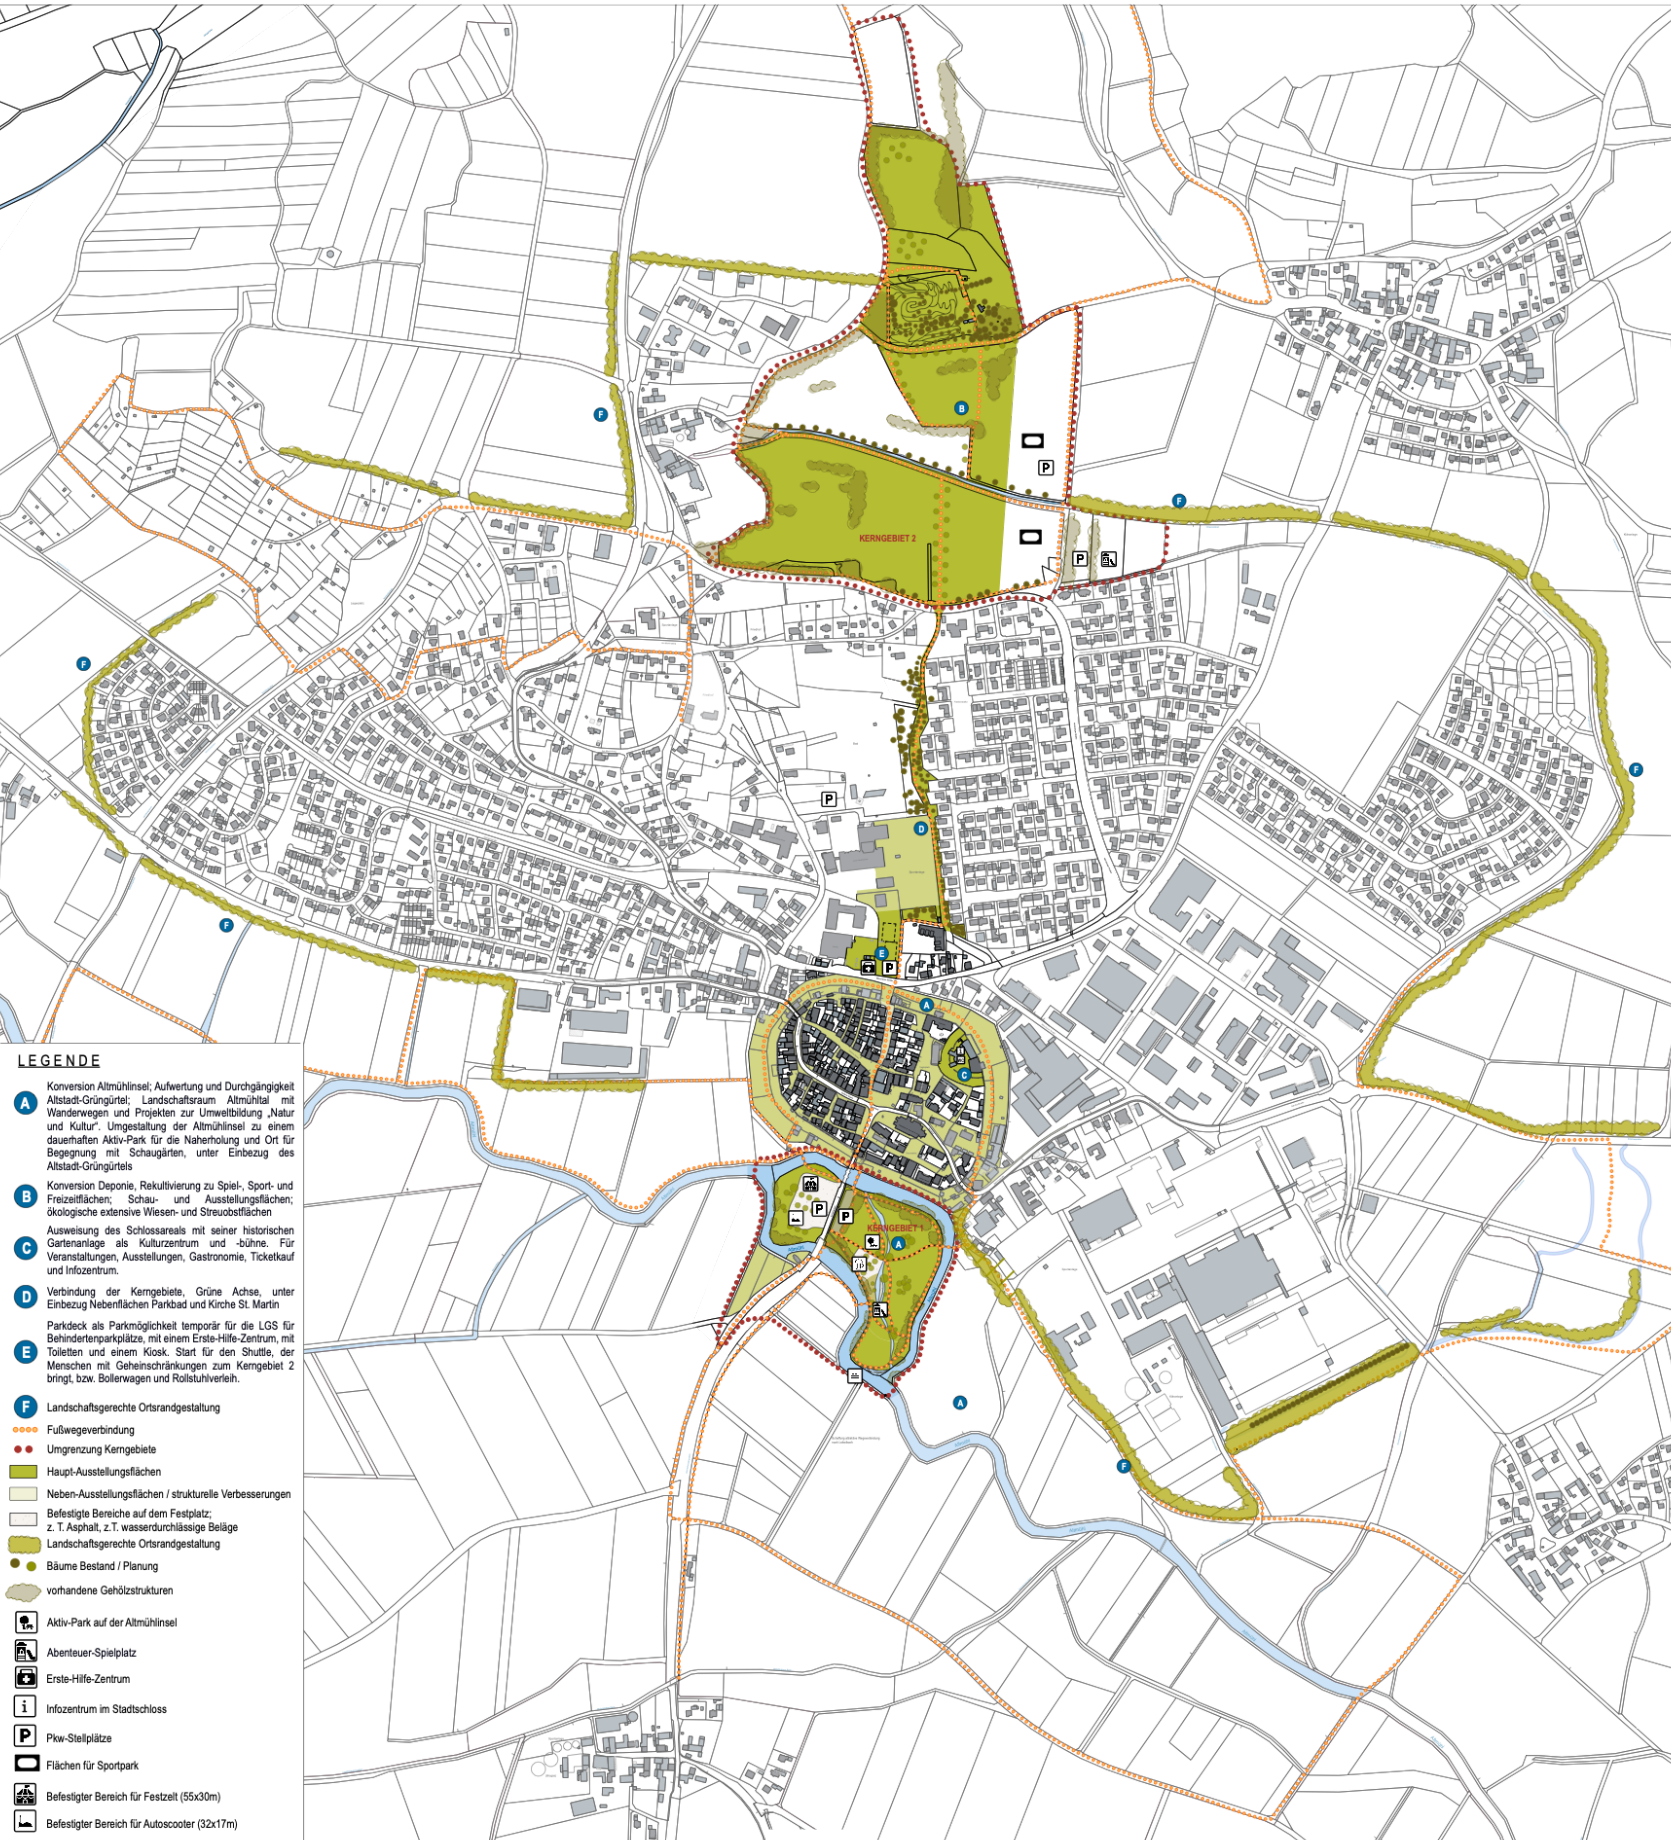 F
B
P
F
KERNGEBIET 2
P
F
F
P
D
F
F
E
P
A
C
LEGENDE
A
Konversion Altmühlinsel; Aufwertung und Durchgängigkeit
Altstadt-Grüngürtel; Landschaftsraum Altmühltal mit
Wanderwegen und Projekten zur Umweltbildung „Natur
und Kultur“. Umgestaltung der Altmühlinsel zu einem
dauerhaften Aktiv-Park für die Naherholung und Ort für
Begegnung mit Schaugärten, unter Einbezug des
Altstadt-Grüngürtels
B
Konversion Deponie, Rekultivierung zu Spiel-, Sport- und
Freizeitflächen; Schau- und Ausstellungsflächen;
ökologische extensive Wiesen- und Streuobstflächen
C
Ausweisung des Schlossareals mit seiner historischen
Gartenanlage als Kulturzentrum und -bühne. Für
Veranstaltungen, Ausstellungen, Gastronomie, Ticketkauf
und Infozentrum.
D
Verbindung der Kerngebiete, Grüne Achse, unter
Einbezug Nebenflächen Parkbad und Kirche St. Martin
E
Parkdeck als Parkmöglichkeit temporär für die LGS für
Behindertenparkplätze, mit einem Erste-Hilfe-Zentrum, mit
Toiletten und einem Kiosk. Start für den Shuttle, der
Menschen mit Geheinschränkungen zum Kerngebiet 2
bringt, bzw. Bollerwagen und Rollstuhlverleih.
F
Landschaftsgerechte Ortsrandgestaltung
Fußwegeverbindung
Umgrenzung Kerngebiete
Haupt-Ausstellungsflächen
Neben-Ausstellungsflächen / strukturelle Verbesserungen
Befestigte Bereiche auf dem Festplatz;
z. T. Asphalt, z.T. wasserdurchlässige Beläge
Landschaftsgerechte Ortsrandgestaltung
Bäume Bestand / Planung
vorhandene Gehölzstrukturen
Aktiv-Park auf der Altmühlinsel
Abenteuer-Spielplatz
Erste-Hilfe-Zentrum
i
Infozentrum im Stadtschloss
P
Pkw-Stellplätze
Flächen für Sportpark
Befestigter Bereich für Festzelt (55x30m)
Befestigter Bereich für Autoscooter (32x17m)
P
P
KERNGEBIET 1
A
Altmühl
A
F